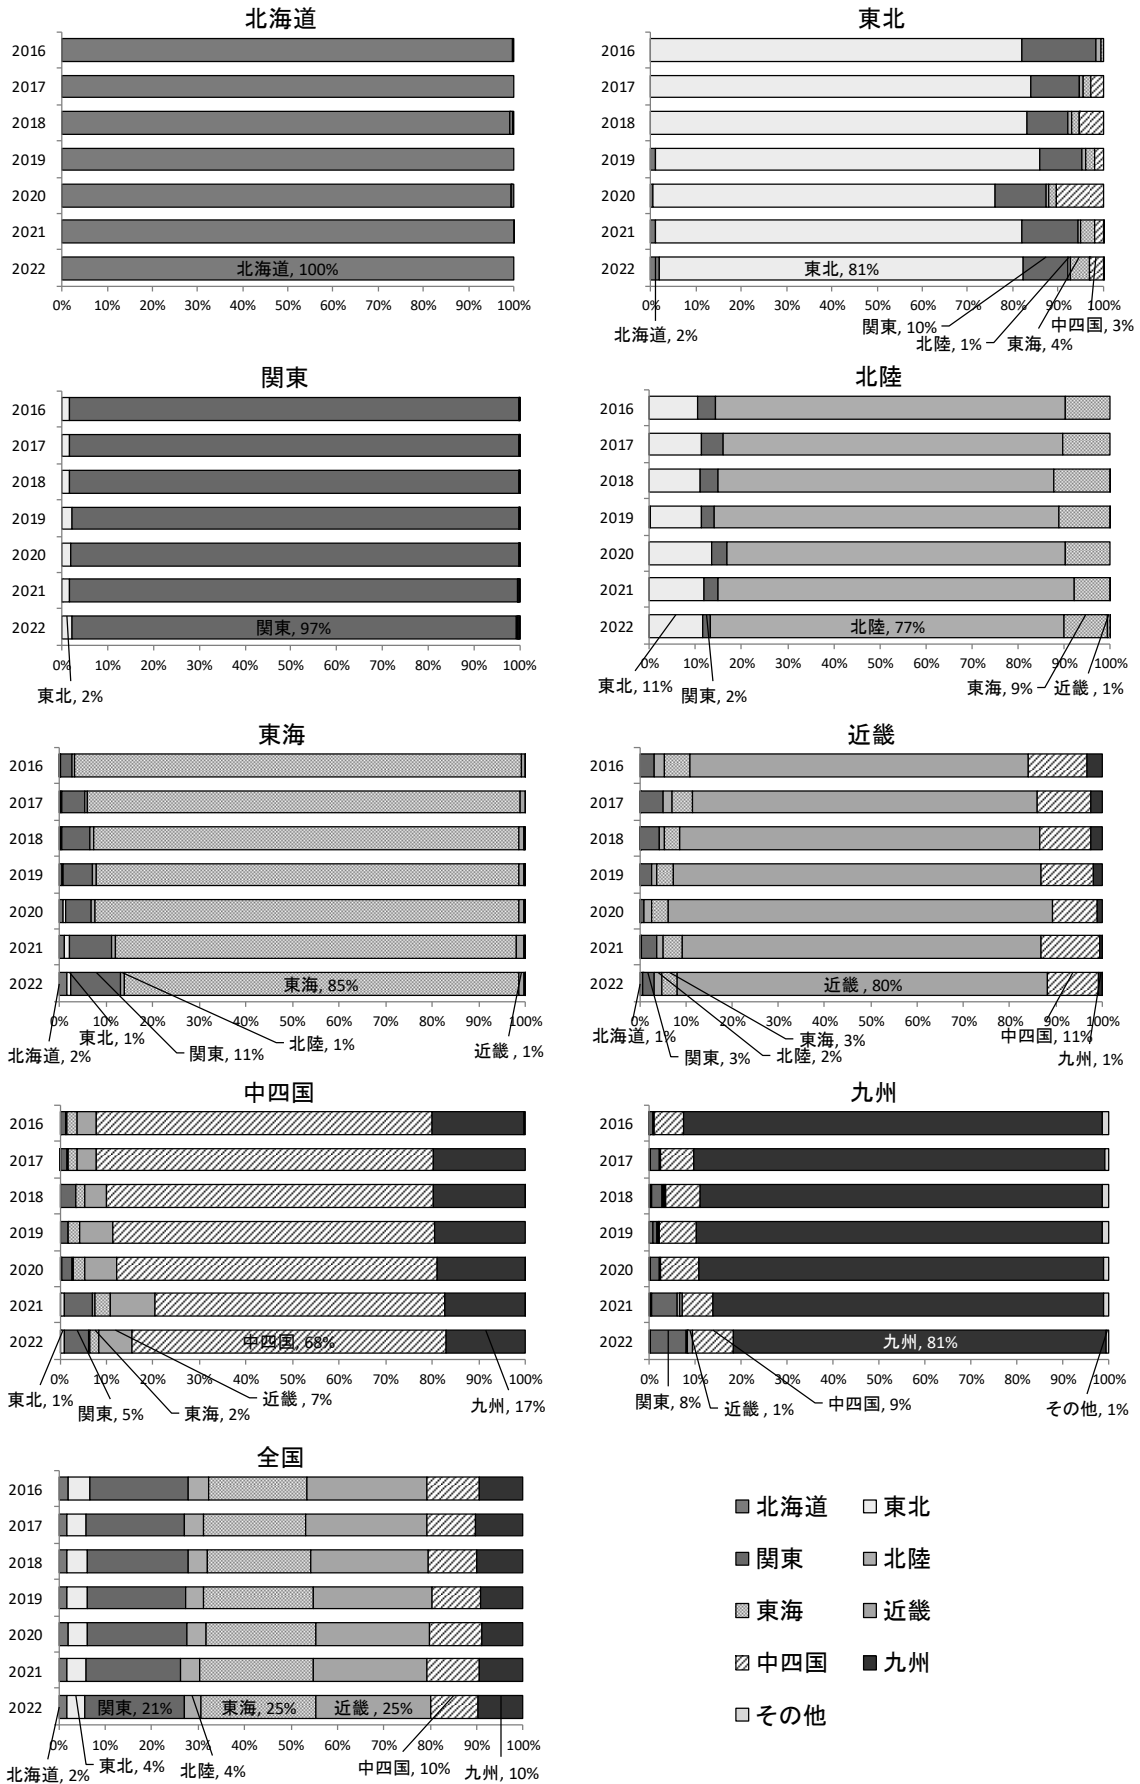 北海道
2016
2017
2018
2019
2020
2021
2022
北海道, 100%
0% 10% 20% 30% 40% 50% 60% 70% 80% 90% 100%
東北
2016
2017
2018
2019
2020
2021
2022
東北, 81%
0% 10% 20% 30% 40% 50% 60% 70% 80% 90% 100%
北海道, 2%
関東, 10%
北陸, 1%
東海, 4%
中四国, 3%
関東
2016
2017
2018
2019
2020
2021
2022
関東, 97%
0% 10% 20% 30% 40% 50% 60% 70% 80% 90% 100%
東北, 2%
北陸
2016
2017
2018
2019
2020
2021
2022
北陸, 77%
0% 10% 20% 30% 40% 50% 60% 70% 80% 90% 100%
東北, 11%
関東, 2%
東海, 9%
近畿, 1%
東海
2016
2017
2018
2019
2020
2021
2022
東海, 85%
0% 10% 20% 30% 40% 50% 60% 70% 80% 90% 100%
北海道, 2%
東北, 1%
関東, 11%
北陸, 1%
近畿, 1%
近畿
2016
2017
2018
2019
2020
2021
2022
近畿, 80%
0% 10% 20% 30% 40% 50% 60% 70% 80% 90% 100%
北海道, 1%
関東, 3%
北陸, 2%
東海, 3%
中四国, 11%
九州, 1%
中四国
2016
2017
2018
2019
2020
2021
2022
中四国, 68%
0% 10% 20% 30% 40% 50% 60% 70% 80% 90% 100%
東北, 1%
関東, 5%
東海, 2%
近畿, 7%
九州, 17%
九州
2016
2017
2018
2019
2020
2021
2022
九州, 81%
0% 10% 20% 30% 40% 50% 60% 70% 80% 90% 100%
関東, 8%
近畿, 1%
中四国, 9%
その他, 1%
全国
2016
2017
2018
2019
2020
2021
2022
関東, 21% 東海, 25% 近畿, 25%
0% 10% 20% 30% 40% 50% 60% 70% 80% 90% 100%
北海道, 2%
東北, 4%
北陸, 4%
中四国, 10%
九州, 10%
北海道 東北
関東 北陸
東海 近畿
中四国 九州
その他